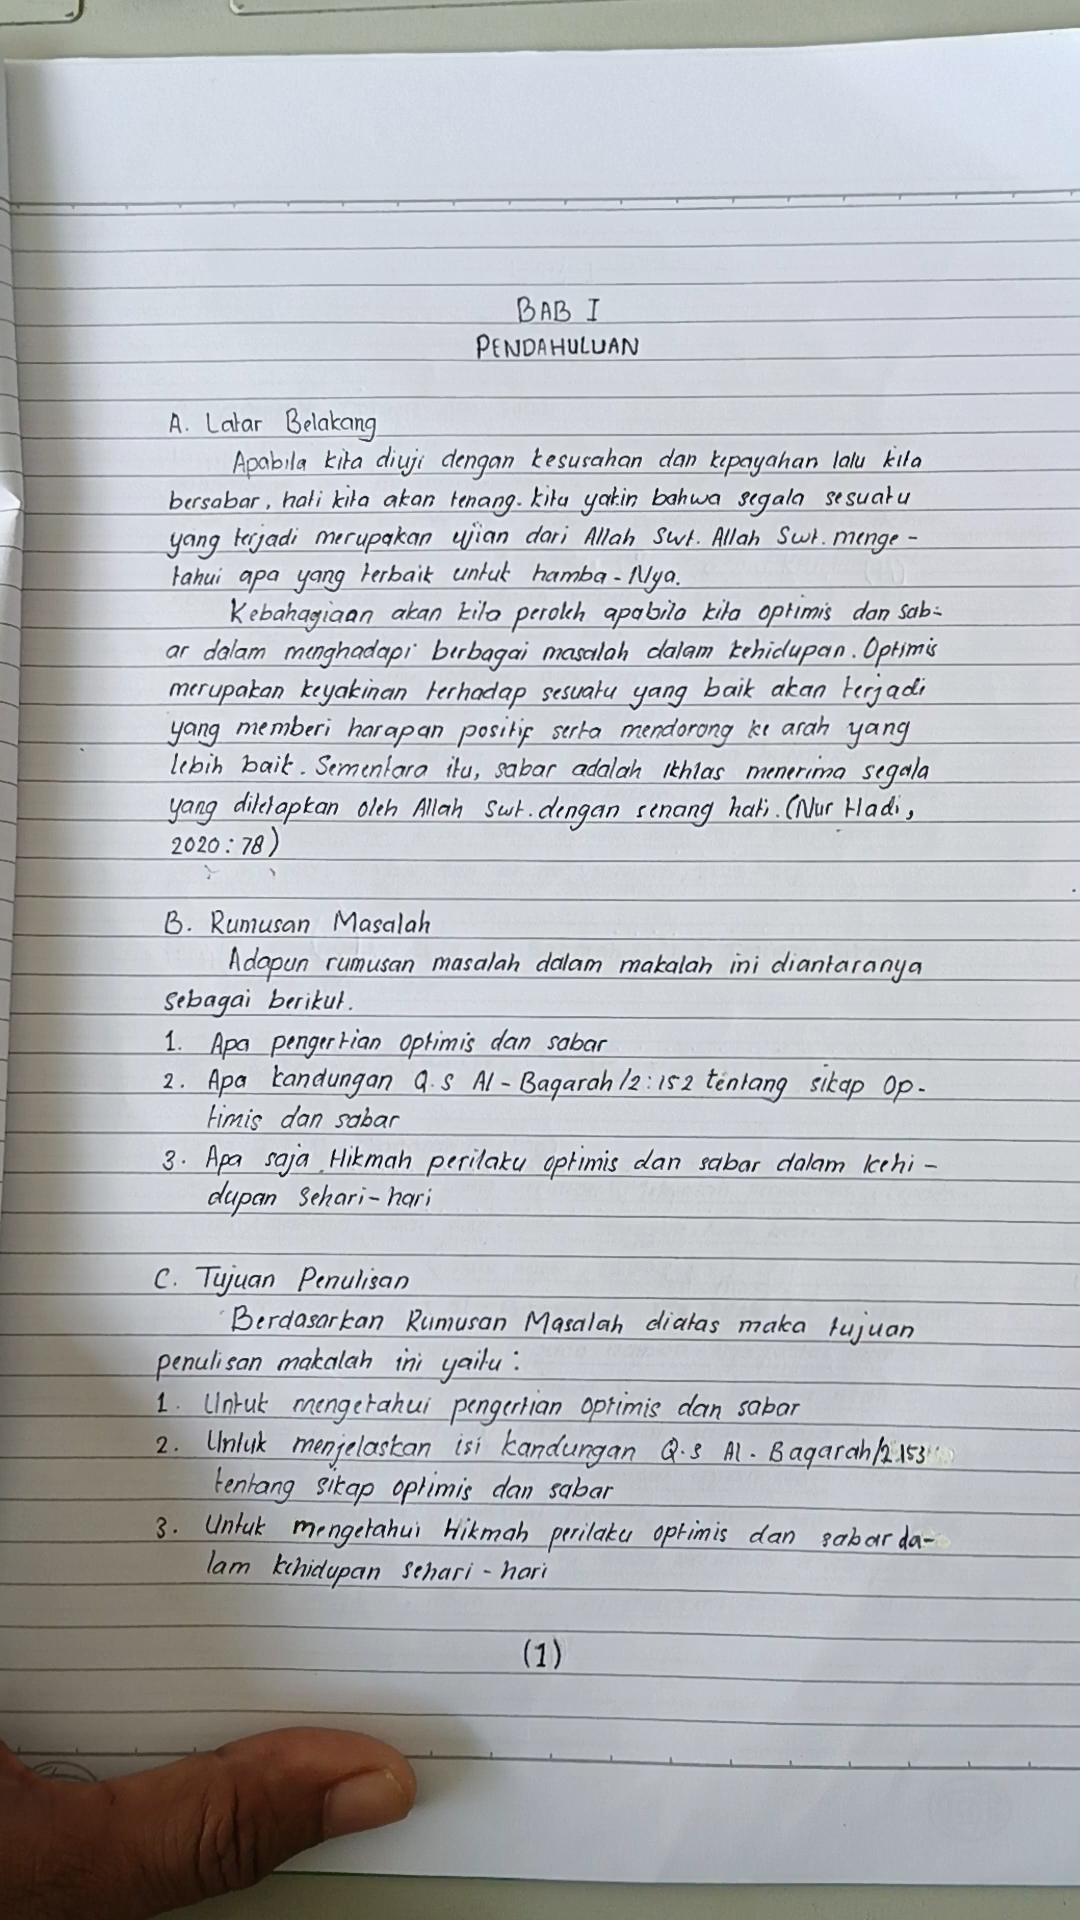 BAB I
PENDAHULUAN
A. Latar Belakang
Apabila kita diuji dengan kesusahan dan kepayahan lalu kita
bersabar, hati kita akan tenang. kita yakin bahwa segala sesuatu
yang terjadi merupakan ujian dari Allah Swt. Allah Swt. menge-
tahui apa yang terbaik untuk hamba-Nya.
Kebahagiaan akan kita peroleh apabila kita optimis dan sab-
ar dalam menghadapi berbagai masalah dalam kehidupan. Optimis
merupakan keyakinan terhadap sesuatu yang baik akan terjadi
yang memberi harapan positif serta mendorong ke arah yang
lebih baik. Sementara itu, sabar adalah ikhlas menerima segala
yang ditetapkan oleh Allah Swt. dengan senang hati. (Nur Hadi,
2020:78)
B. Rumusan Masalah
Adapun rumusan masalah dalam makalah ini diantaranya
sebagai berikut.
1. Apa pengertian optimis dan sabar
2. Apa kandungan Q.s Al-Baqarah/2:152 tentang sikap op-
timis dan sabar
3. Apa saja Hikmah perilaku optimis dan sabar dalam kehi-
dupan sehari-hari
C. Tujuan Penulisan
Berdasarkan Rumusan Masalah diatas maka tujuan
penulisan makalah ini yaitu:
1. Untuk mengetahui pengertian optimis dan sabar
2. Untuk menjelaskan isi kandungan Q.s Al-Baqarah/2:153
tentang sikap optimis dan sabar
3. Untuk mengetahui Hikmah perilaku optimis dan sabar da-
lam kehidupan sehari-hari
(1)